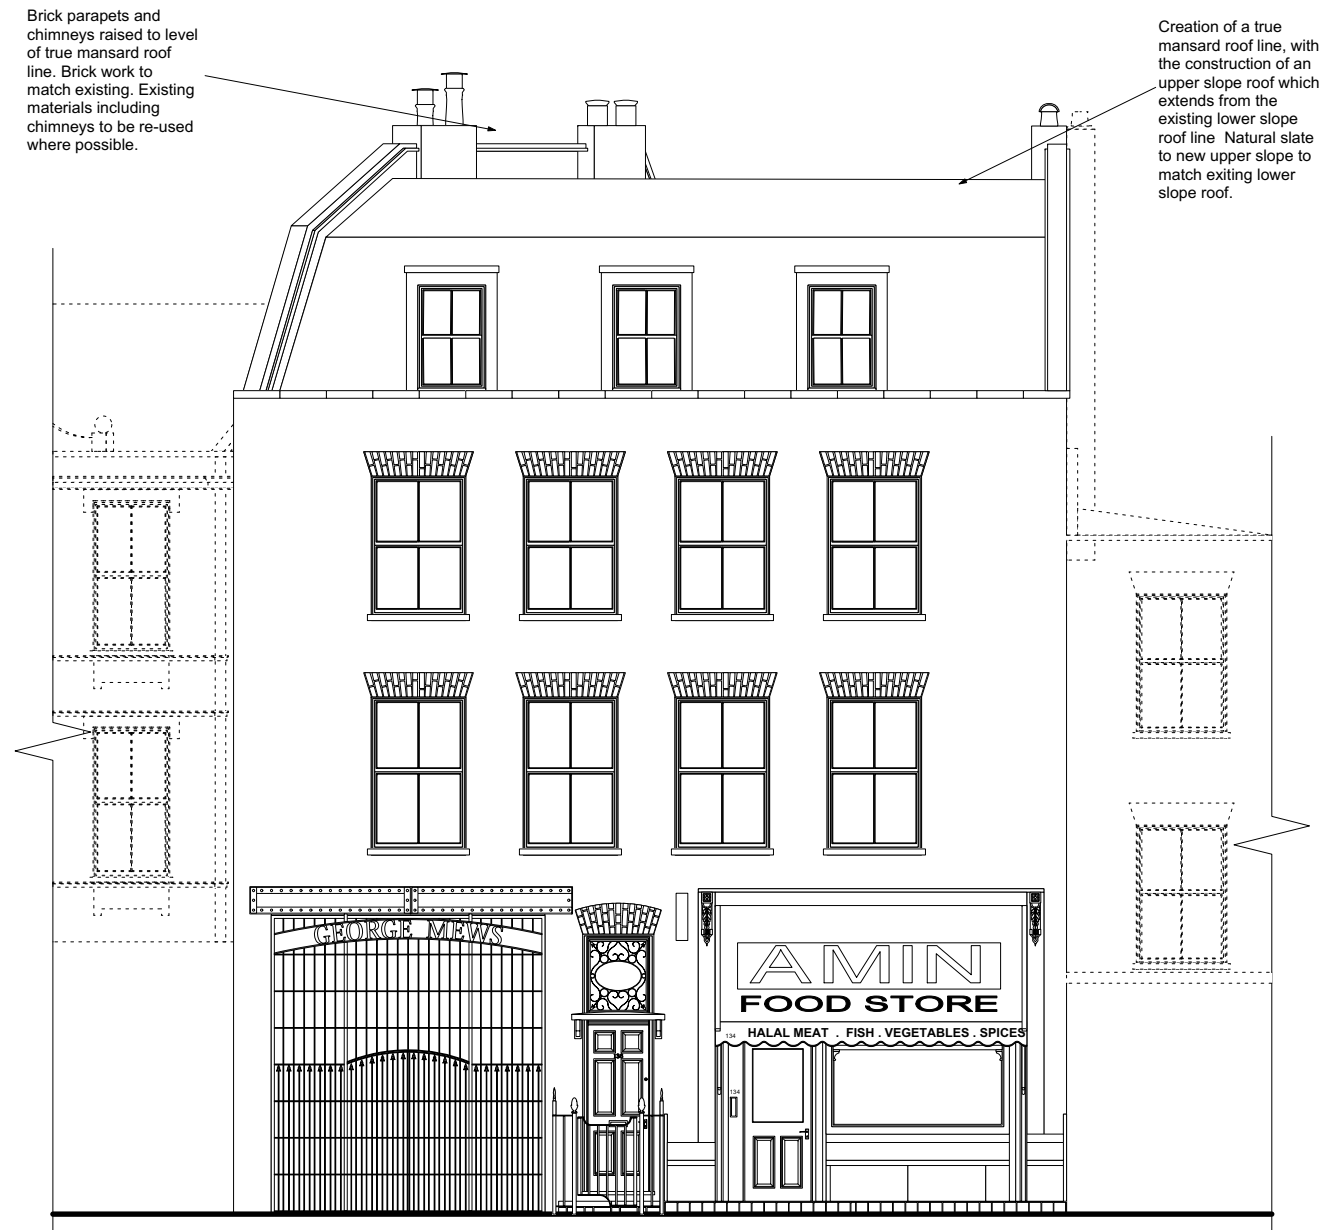 Brick parapets and
chimneys raised to level
of true mansard roof
line. Brick work to
match existing. Existing
materials including
chimneys to be re-used
where possible.
Creation of a true
mansard roof line, with
the construction of an
upper slope roof which
extends from the
existing lower slope
roof line Natural slate
to new upper slope to
match exiting lower
slope roof.
GEORGE MEWS
AMIN
FOOD STORE
134 HALAL MEAT . FISH . VEGETABLES . SPICES
134